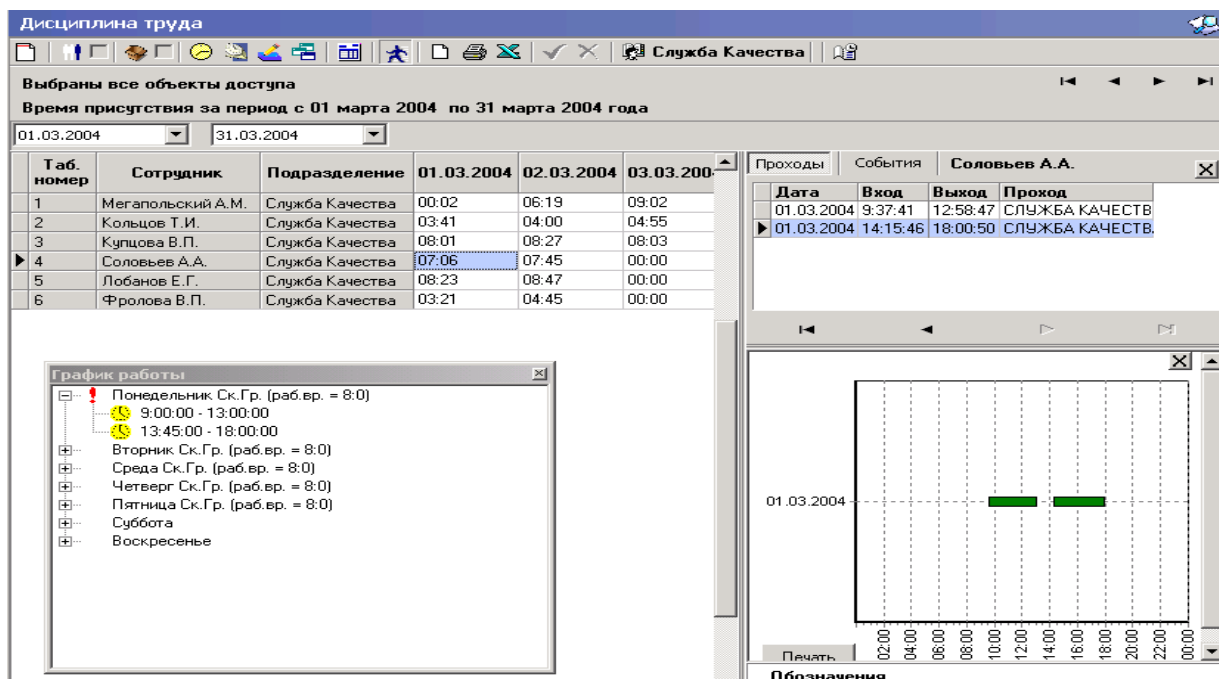 Дисциплина труда
Служба Качества
Выбраны все объекты доступа
Время присутствия за период с 01 марта 2004 по 31 марта 2004 года
01.03.2004 31.03.2004
Таб. номер Сотрудник Подразделение 01.03.2004 02.03.2004 03.03.200
1 Мегапольский А.М. Служба Качества 00:02 06:19 09:02
2 Кольцов Т.И. Служба Качества 03:41 04:00 04:55
3 Купцова В.П. Служба Качества 08:01 08:27 08:03
4 Соловьев А.А. Служба Качества 07:06 07:45 00:00
5 Лобанов Е.Г. Служба Качества 08:23 08:47 00:00
6 Фролова В.П. Служба Качества 03:21 04:45 00:00
График работы
Понедельник Ск.Гр. (раб.вр. = 8:0)
9:00:00 - 13:00:00
13:45:00 - 18:00:00
Вторник Ск.Гр. (раб.вр. = 8:0)
Среда Ск.Гр. (раб.вр. = 8:0)
Четверг Ск.Гр. (раб.вр. = 8:0)
Пятница Ск.Гр. (раб.вр. = 8:0)
Суббота
Воскресенье
Проходы События Соловьев А.А.
Дата Вход Выход Проход
01.03.2004 9:37:41 12:58:47 СЛУЖБА КАЧЕСТВ
01.03.2004 14:15:46 18:00:50 СЛУЖБА КАЧЕСТВ
01.03.2004
02:00 04:00 06:00 08:00 10:00 12:00 14:00 16:00 18:00 20:00 22:00 00:00
Печать
Обозначения